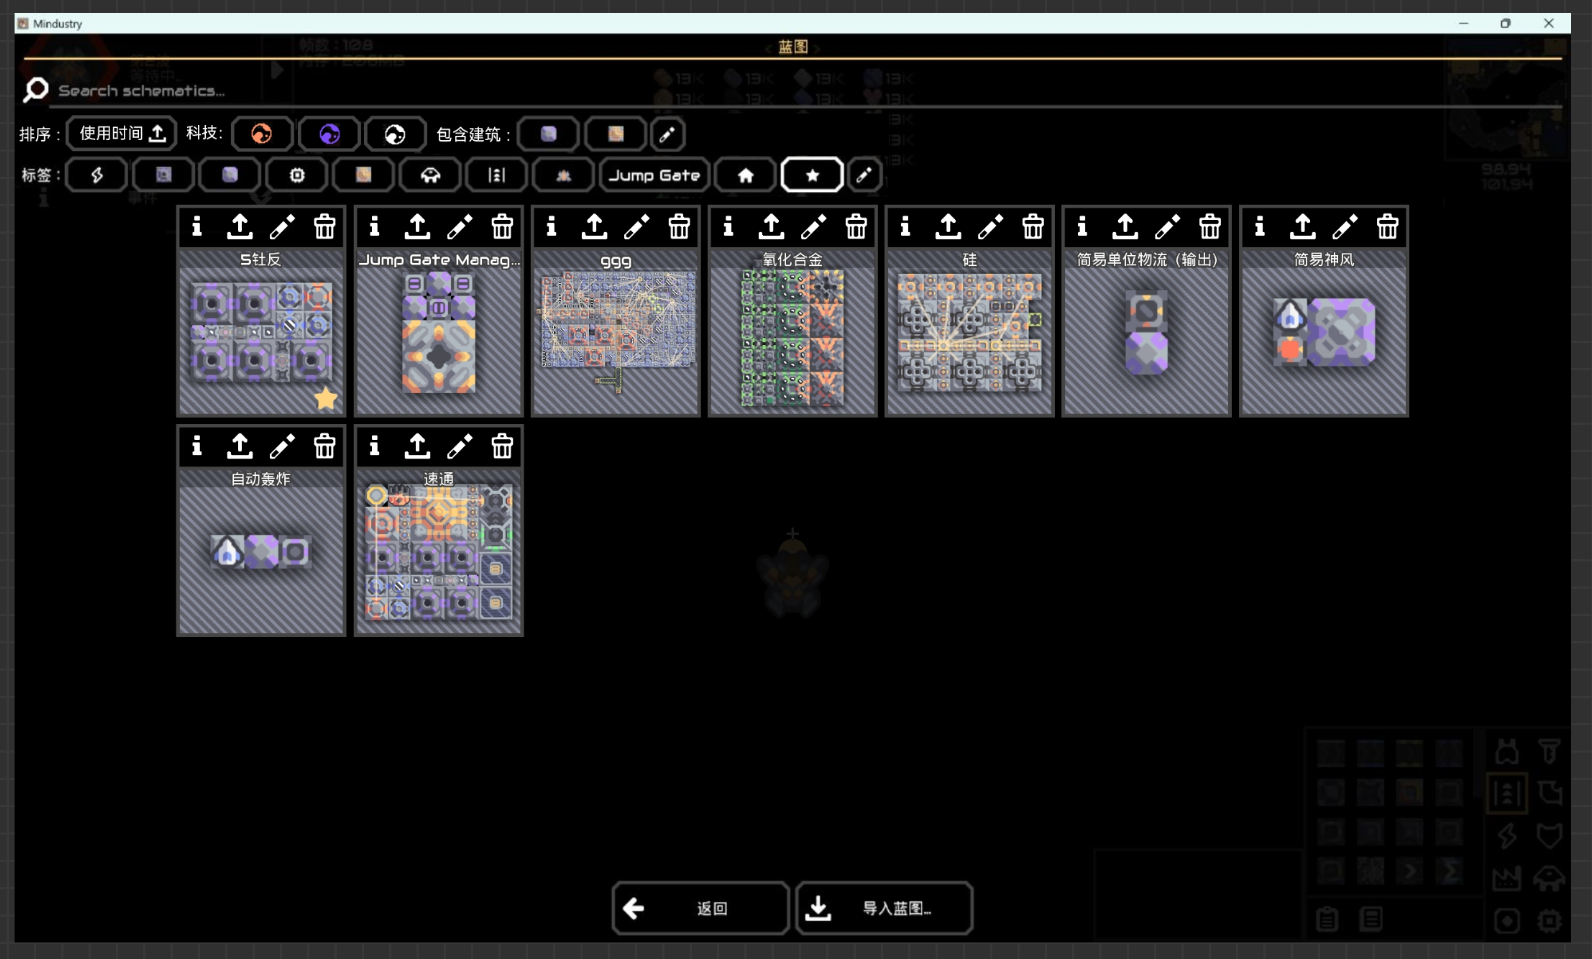 Mindustry
蓝图
Search schematics...
排序：
使用时间
科技：
包含建筑：
标签：
Jump Gate
5钍反
Jump Gate Manag...
ggg
氧化合金
硅
简易单位物流（输出）
简易神风
自动轰炸
速通
返回
导入蓝图...